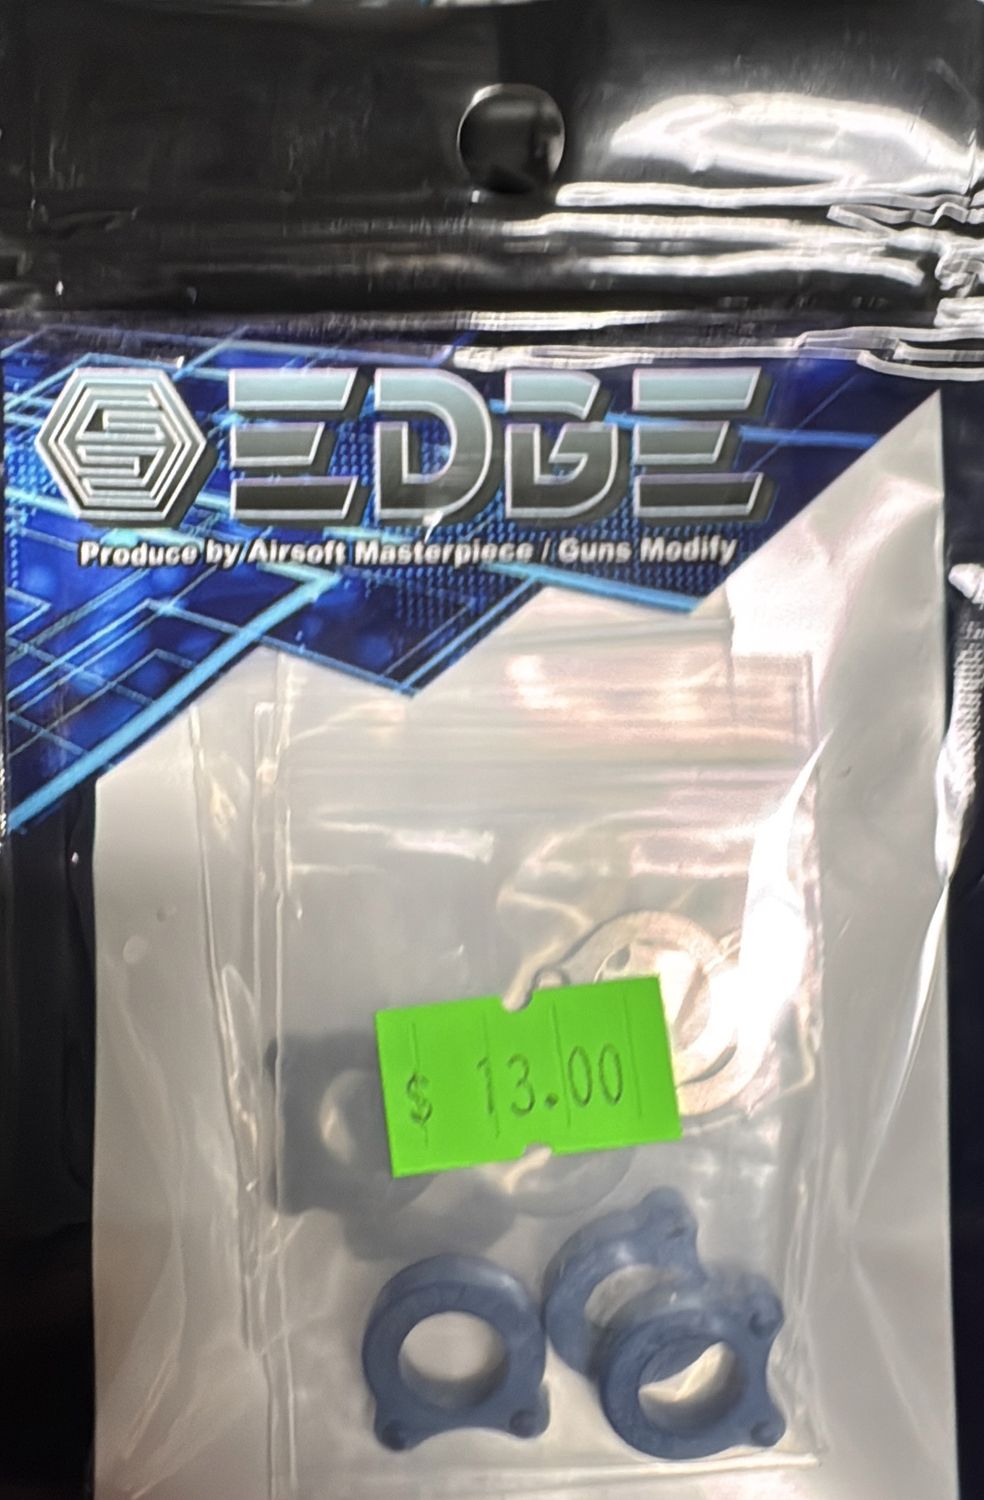 EDGE
Produce by Airsoft Masterpiece / Guns Modify
$ 13.00